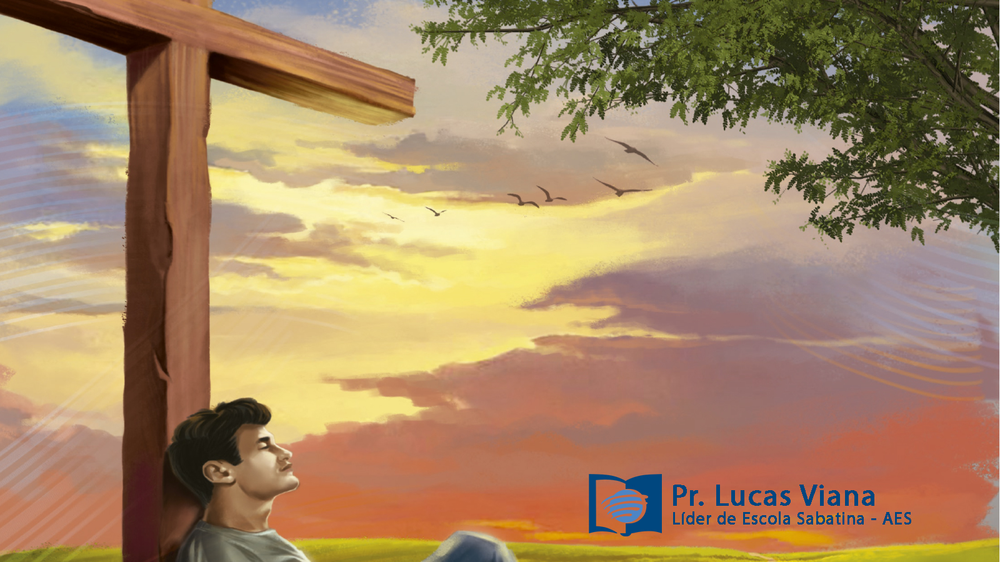 Pr. Lucas Viana
Líder de Escola Sabatina - AES